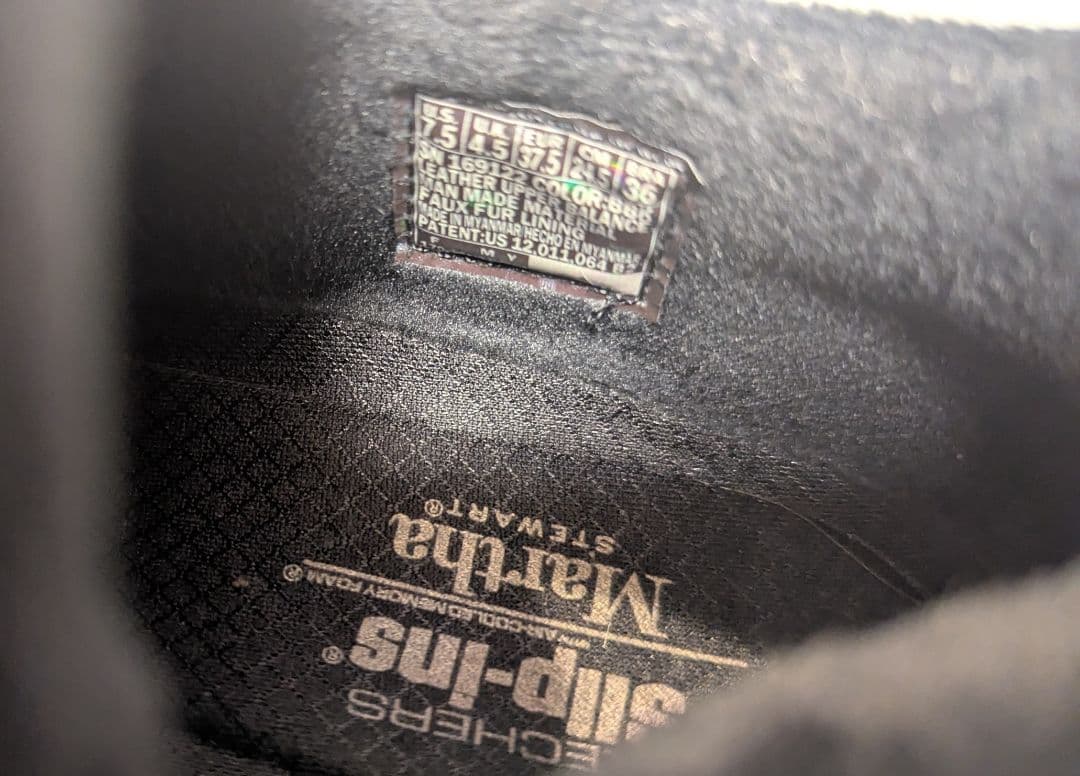 U.S. U.K. EUR CM BRA
7.5 4.5 37.5 24.5 36
SN 169122 COLOR:BBK
LEATHER UPPER BALANCE
MAN MADE MATERIAL
FAUX FUR LINING
MADE IN MYANMAR HECHO EN MYANMAR
PATENT:US 12,011,064 B2
F M Y
ECHERS
slip-ins®
AIR-COOLED MEMORY FOAM®
Martha
STEWART®